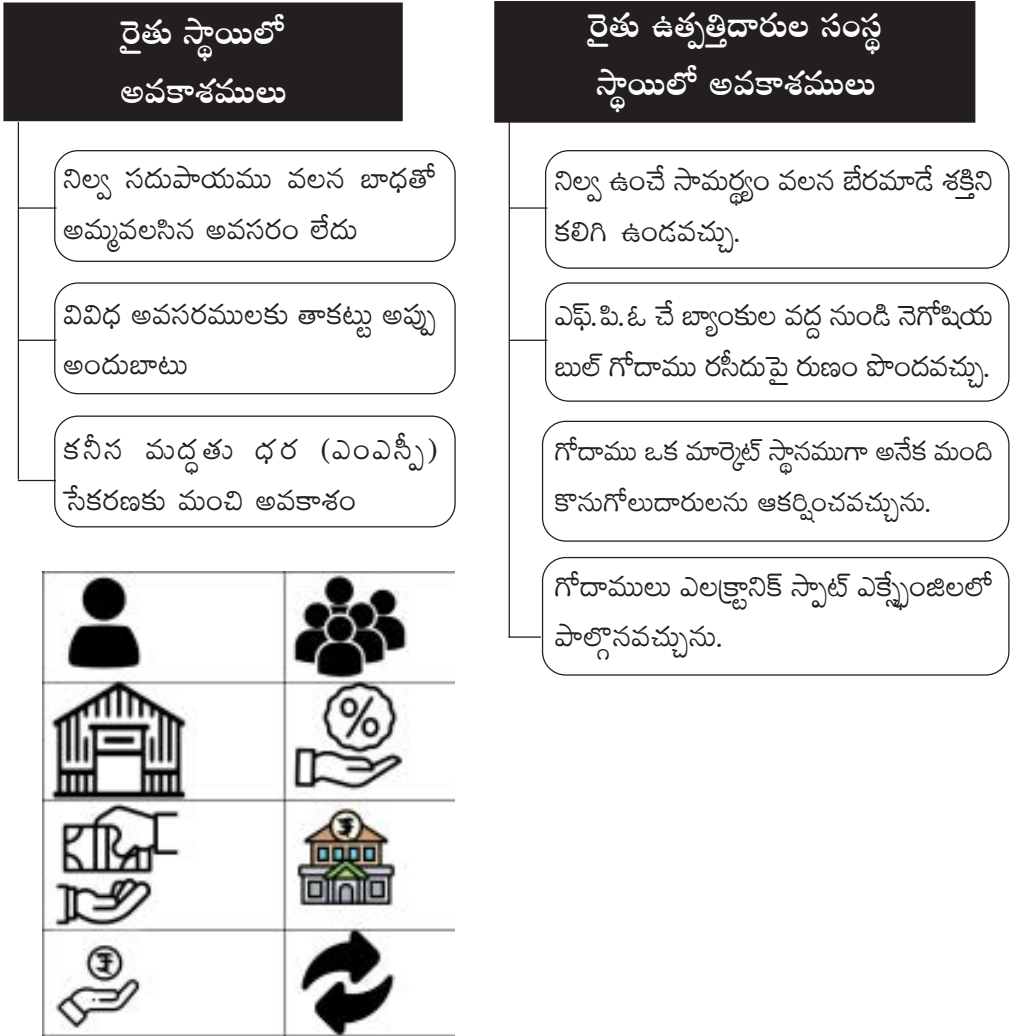 రైతు స్థాయిలో
అవకాశములు
నిల్వ సదుపాయము వలన బాధతో
అమ్మవలసిన అవసరం లేదు
వివిధ అవసరములకు తాకట్టు అప్పు
అందుబాటు
కనీస మద్ధతు ధర (ఎంఎస్పీ)
సేకరణకు మంచి అవకాశం
రైతు ఉత్పత్తిదారుల సంస్థ
స్థాయిలో అవకాశములు
నిల్వ ఉంచే సామర్థ్యం వలన బేరమాడే శక్తిని
కలిగి ఉండవచ్చు.
ఎఫ్.పి.ఓ చే బ్యాంకుల వద్ద నుండి నెగోషియ
బుల్ గోదాము రసీదుపై రుణం పొందవచ్చు.
గోదాము ఒక మార్కెట్ స్థానముగా అనేక మంది
కొనుగోలుదారులను ఆకర్షించవచ్చును.
గోదాములు ఎలక్ట్రానిక్ స్పాట్ ఎక్స్ఛేంజిలలో
పాల్గొనవచ్చును.